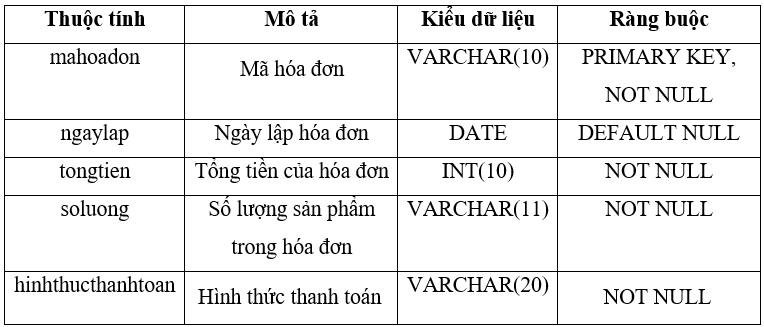 Thuộc tính Mô tả Kiểu dữ liệu Ràng buộc
mahoadon Mã hóa đơn VARCHAR(10) PRIMARY KEY,
NOT NULL
ngaylap Ngày lập hóa đơn DATE DEFAULT NULL
tongtien Tổng tiền của hóa đơn INT(10) NOT NULL
soluong Số lượng sản phẩm VARCHAR(11) NOT NULL
trong hóa đơn
hinhthucthanhtoan Hình thức thanh toán VARCHAR(20) NOT NULL